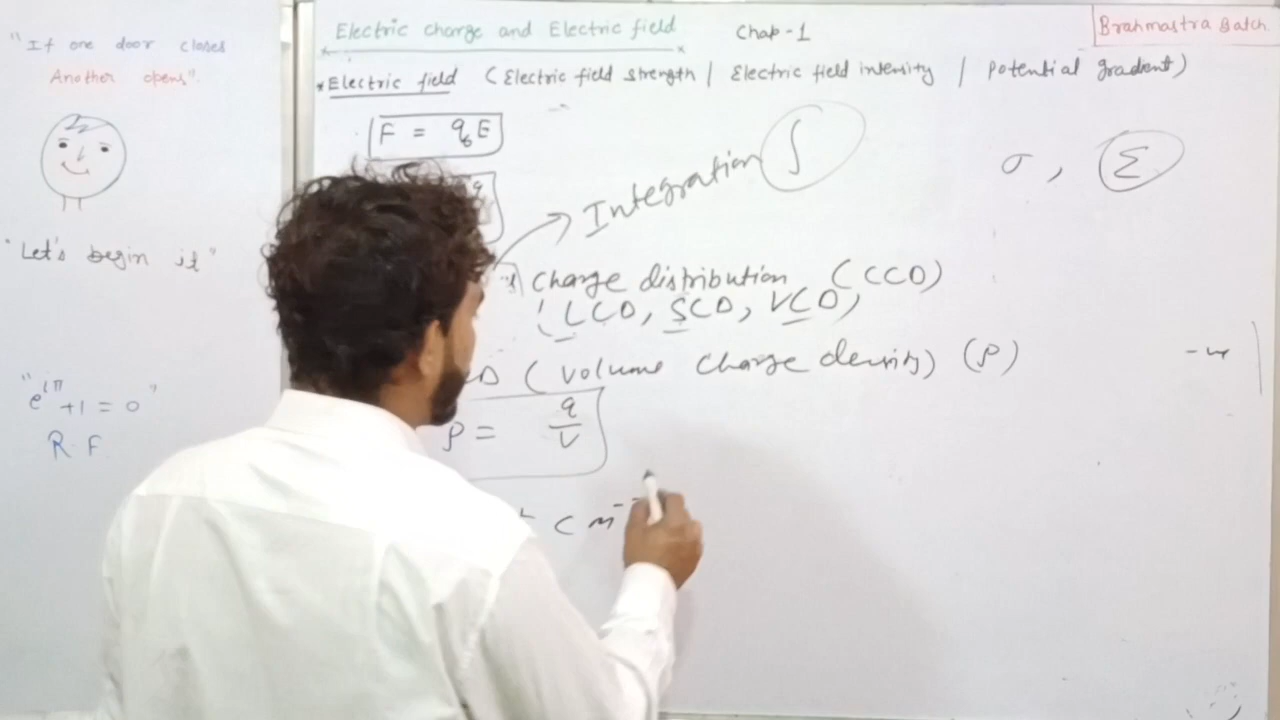 "If one door closes
Another opens".
"Let's begin it"
"e^iπ +1 = 0"
R F
Electric charge and Electric field
Chap-1
Brahmastra Batch
*Electric field (Electric field strength | Electric field intensity | Potential gradient)
F = q₀E
q
Integration ∫
σ, Σ
Charge distribution (CCD)
(LCD, SCD, VCD)
D (Volume Charge density) (ρ)
ρ = q/V
C m⁻